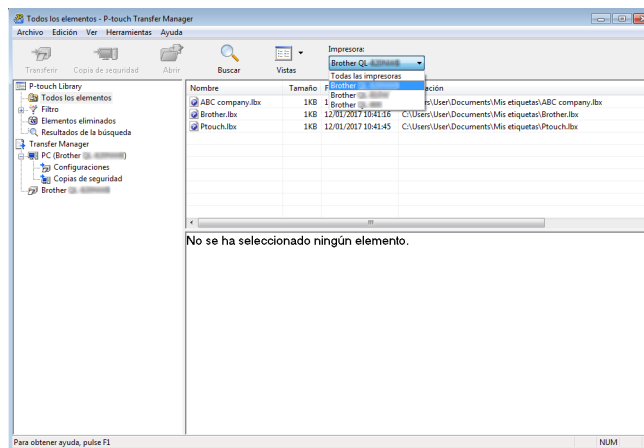 Todos los elementos - P-touch Transfer Manager
Archivo Edición Ver Herramientas Ayuda
Impresora:
Brother QL
Transferir Copia de seguridad Abrir Buscar Vistas
Todas las impresoras
Brother
Brother
Brother
P-touch Library
Todos los elementos
Filtro
Elementos eliminados
Resultados de la búsqueda
Transfer Manager
PC (Brother
Configuraciones
Copias de seguridad
Brother
Nombre Tamaño
ABC company.lbx 1KB C:\Users\User\Documents\Mis etiquetas\ABC company.lbx
Brother.lbx 1KB 12/01/2017 10:41:16 C:\Users\User\Documents\Mis etiquetas\Brother.lbx
Ptouch.lbx 1KB 12/01/2017 10:41:45 C:\Users\User\Documents\Mis etiquetas\Ptouch.lbx
No se ha seleccionado ningún elemento.
Para obtener ayuda, pulse F1 NUM